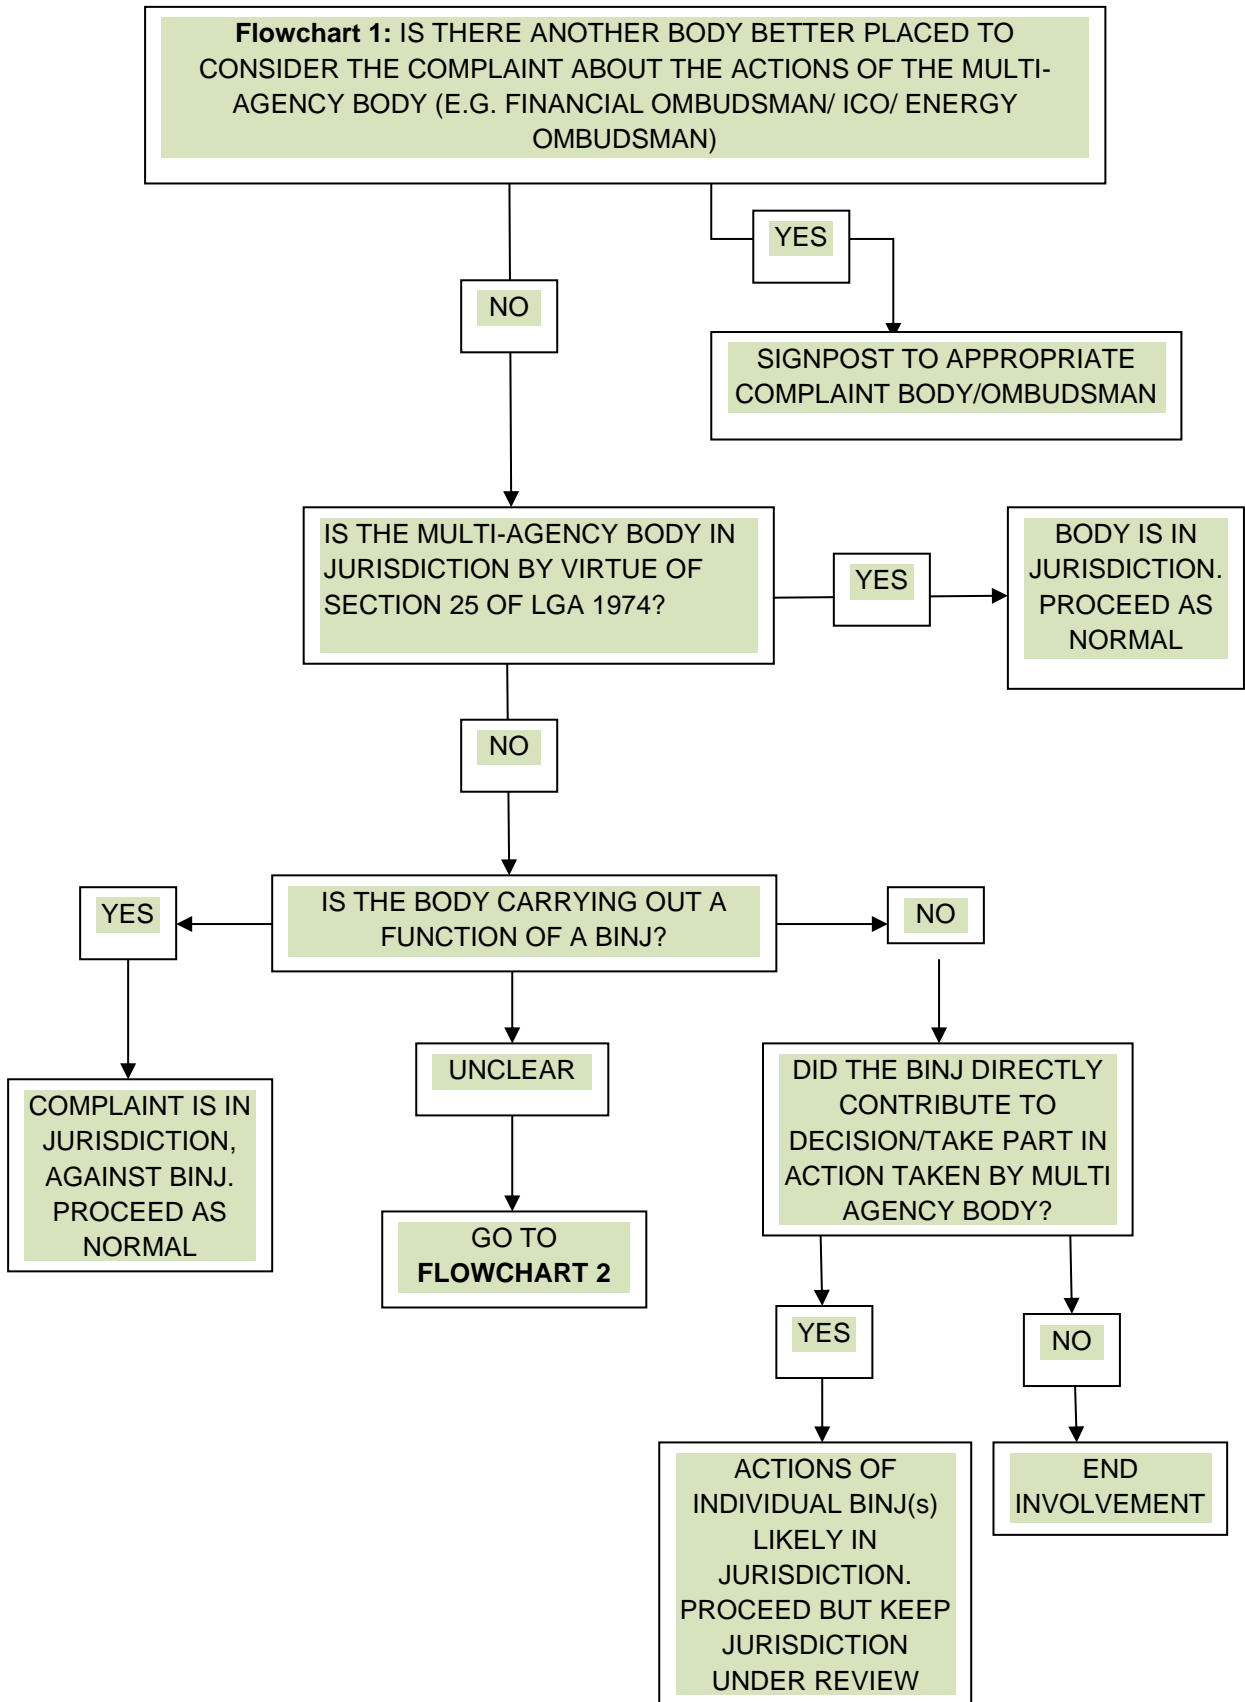 Flowchart 1: IS THERE ANOTHER BODY BETTER PLACED TO
CONSIDER THE COMPLAINT ABOUT THE ACTIONS OF THE MULTI-
AGENCY BODY (E.G. FINANCIAL OMBUDSMAN/ ICO/ ENERGY
OMBUDSMAN)
YES
NO
SIGNPOST TO APPROPRIATE
COMPLAINT BODY/OMBUDSMAN
IS THE MULTI-AGENCY BODY IN
JURISDICTION BY VIRTUE OF
SECTION 25 OF LGA 1974?
YES
BODY IS IN
JURISDICTION.
PROCEED AS
NORMAL
NO
IS THE BODY CARRYING OUT A
FUNCTION OF A BINJ?
YES
NO
UNCLEAR
COMPLAINT IS IN
JURISDICTION,
AGAINST BINJ.
PROCEED AS
NORMAL
GO TO
FLOWCHART 2
DID THE BINJ DIRECTLY
CONTRIBUTE TO
DECISION/TAKE PART IN
ACTION TAKEN BY MULTI
AGENCY BODY?
YES
NO
ACTIONS OF
INDIVIDUAL BINJ(s)
LIKELY IN
JURISDICTION.
PROCEED BUT KEEP
JURISDICTION
UNDER REVIEW
END
INVOLVEMENT